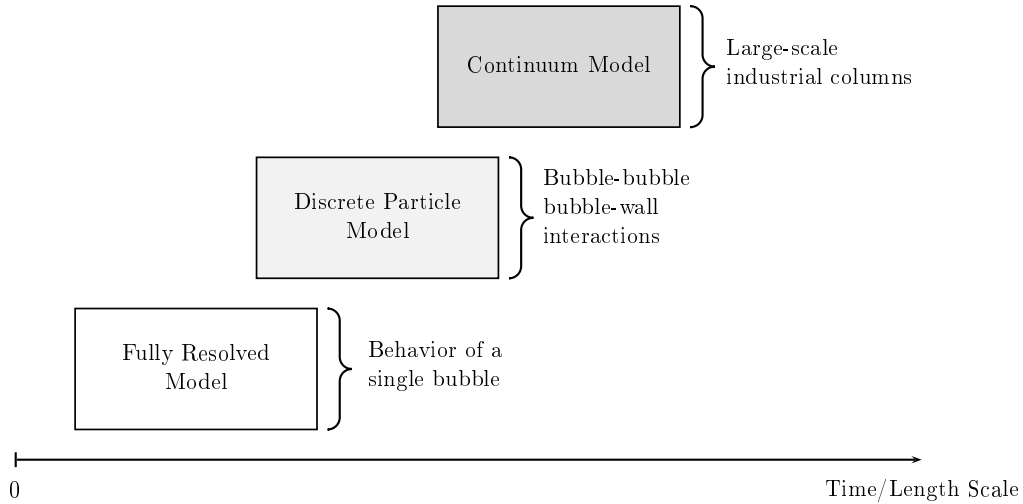 Continuum Model
Large-scale
industrial columns
Discrete Particle
Model
Bubble-bubble
bubble-wall
interactions
Fully Resolved
Model
Behavior of a
single bubble
0
Time/Length Scale